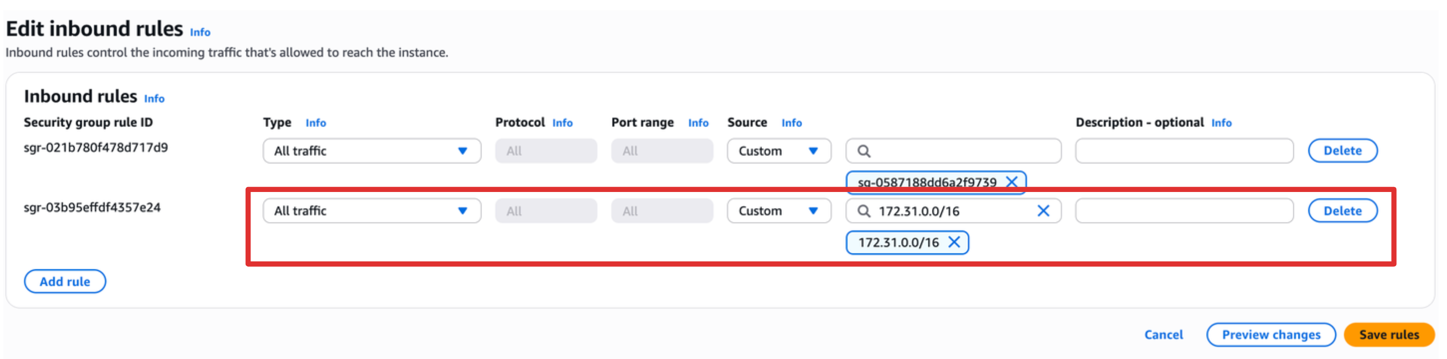 Edit inbound rules Info
Inbound rules control the incoming traffic that's allowed to reach the instance.
Inbound rules Info
Security group rule ID Type Info Protocol Info Port range Info Source Info Description - optional Info
sgr-021b780f478d717d9 All traffic All All Custom Delete
sg-0587188dd6a2f9739
sgr-03b95effdf4357e24 All traffic All All Custom 172.31.0.0/16 Delete
172.31.0.0/16
Add rule
Cancel Preview changes Save rules